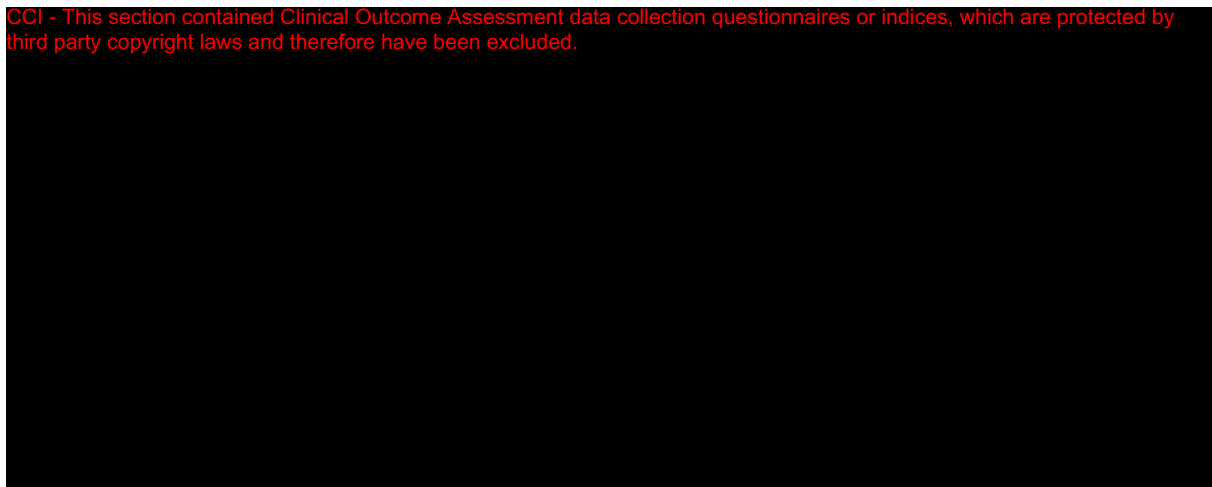 CCI - This section contained Clinical Outcome Assessment data collection questionnaires or indices, which are protected by
third party copyright laws and therefore have been excluded.